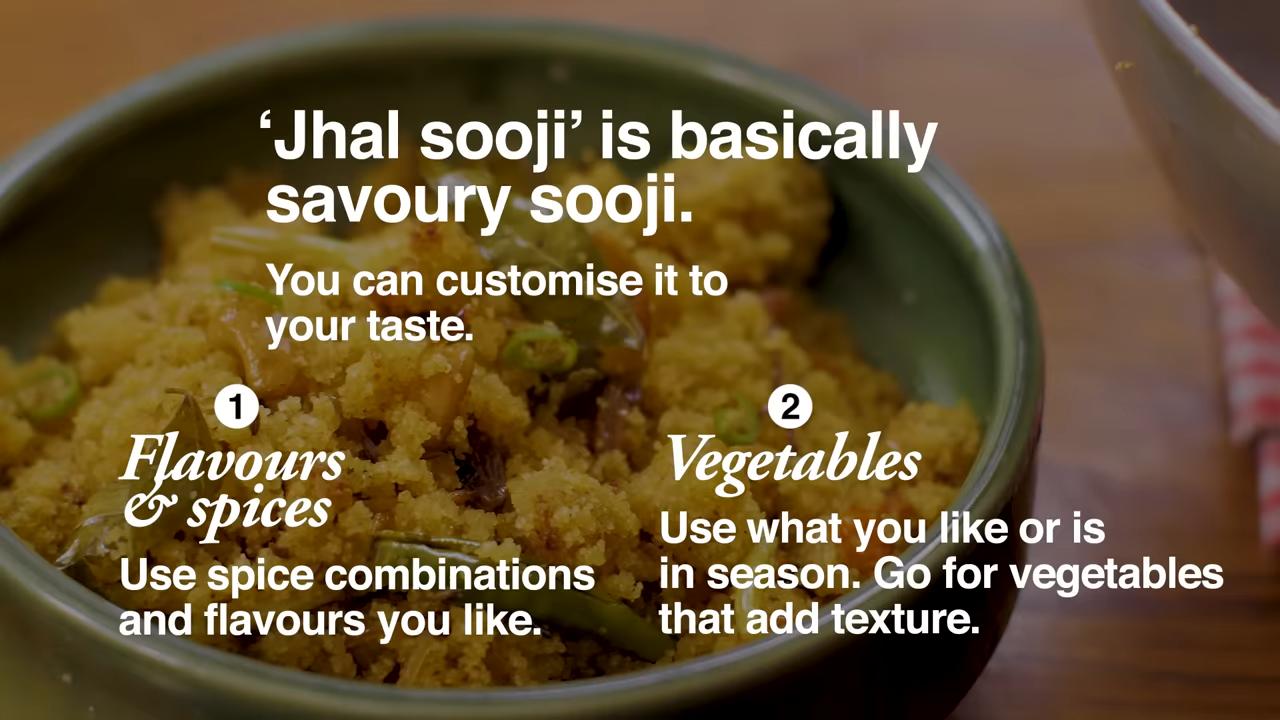 ‘Jhal sooji’ is basically
savoury sooji.
You can customise it to
your taste.
1
Flavours
& spices
Use spice combinations
and flavours you like.
2
Vegetables
Use what you like or is
in season. Go for vegetables
that add texture.